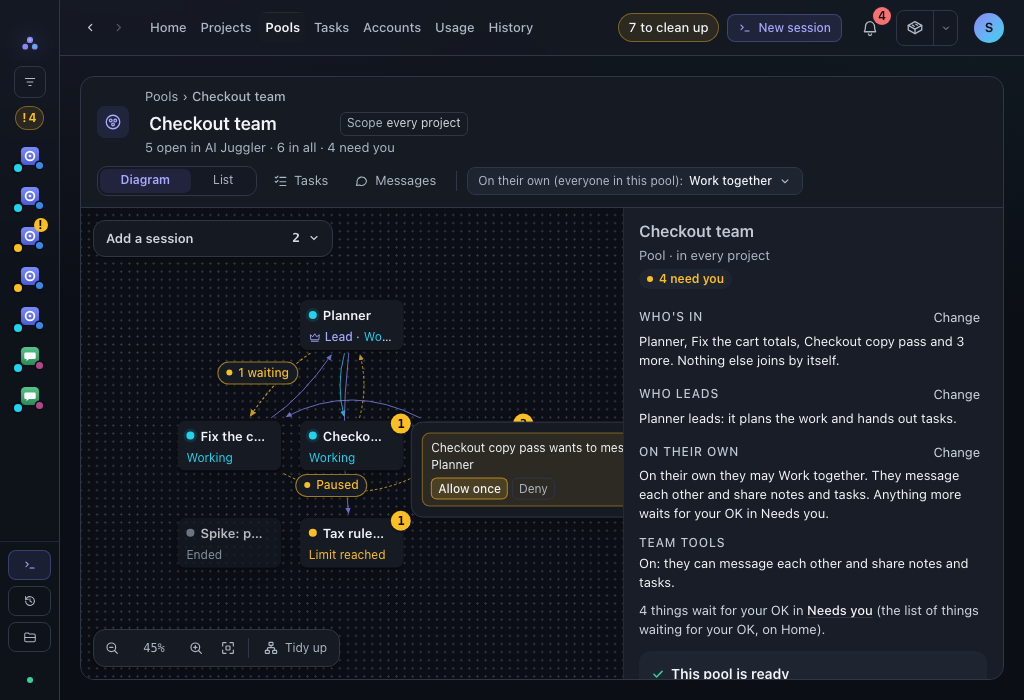 Home Projects Pools Tasks Accounts Usage History
7 to clean up
>_ New session
4
S
! 4
!
Pools › Checkout team
Checkout team
Scope every project
5 open in AI Juggler · 6 in all · 4 need you
Diagram
List
Tasks
Messages
On their own (everyone in this pool): Work together
Add a session
2
Planner
Lead · Wo...
1 waiting
1
Fix the c...
Working
Checko...
Working
Checkout copy pass wants to mes
Planner
Allow once
Deny
Paused
1
Spike: p...
Ended
Tax rule...
Limit reached
45%
Tidy up
Checkout team
Pool · in every project
4 need you
WHO'S IN
Change
Planner, Fix the cart totals, Checkout copy pass and 3
more. Nothing else joins by itself.
WHO LEADS
Change
Planner leads: it plans the work and hands out tasks.
ON THEIR OWN
Change
On their own they may Work together. They message
each other and share notes and tasks. Anything more
waits for your OK in Needs you.
TEAM TOOLS
On: they can message each other and share notes and
tasks.
4 things wait for your OK in Needs you (the list of things
waiting for your OK, on Home).
This pool is ready